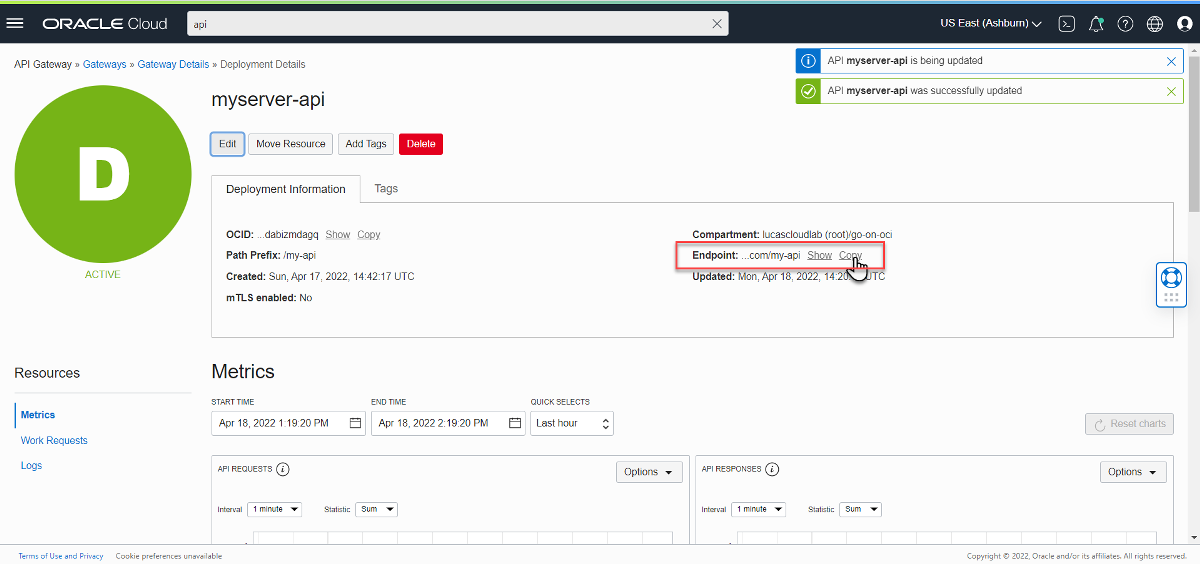 ORACLE Cloud
api
US East (Ashburn)
API Gateway » Gateways » Gateway Details » Deployment Details
API myserver-api is being updated
API myserver-api was successfully updated
D
ACTIVE
myserver-api
Edit
Move Resource
Add Tags
Delete
Deployment Information
Tags
OCID: ...dabizmdagq Show Copy
Path Prefix: /my-api
Created: Sun, Apr 17, 2022, 14:42:17 UTC
mTLS enabled: No
Compartment: lucascloudlab (root)/go-on-oci
Endpoint: ...com/my-api Show Copy
Updated: Mon, Apr 18, 2022, 14:20 UTC
Resources
Metrics
Work Requests
Logs
Metrics
START TIME
Apr 18, 2022 1:19:20 PM
END TIME
Apr 18, 2022 2:19:20 PM
QUICK SELECTS
Last hour
Reset charts
API REQUESTS
Options
Interval 1 minute Statistic Sum
API RESPONSES
Options
Interval 1 minute Statistic Sum
Terms of Use and Privacy Cookie preferences unavailable
Copyright © 2022, Oracle and/or its affiliates. All rights reserved.